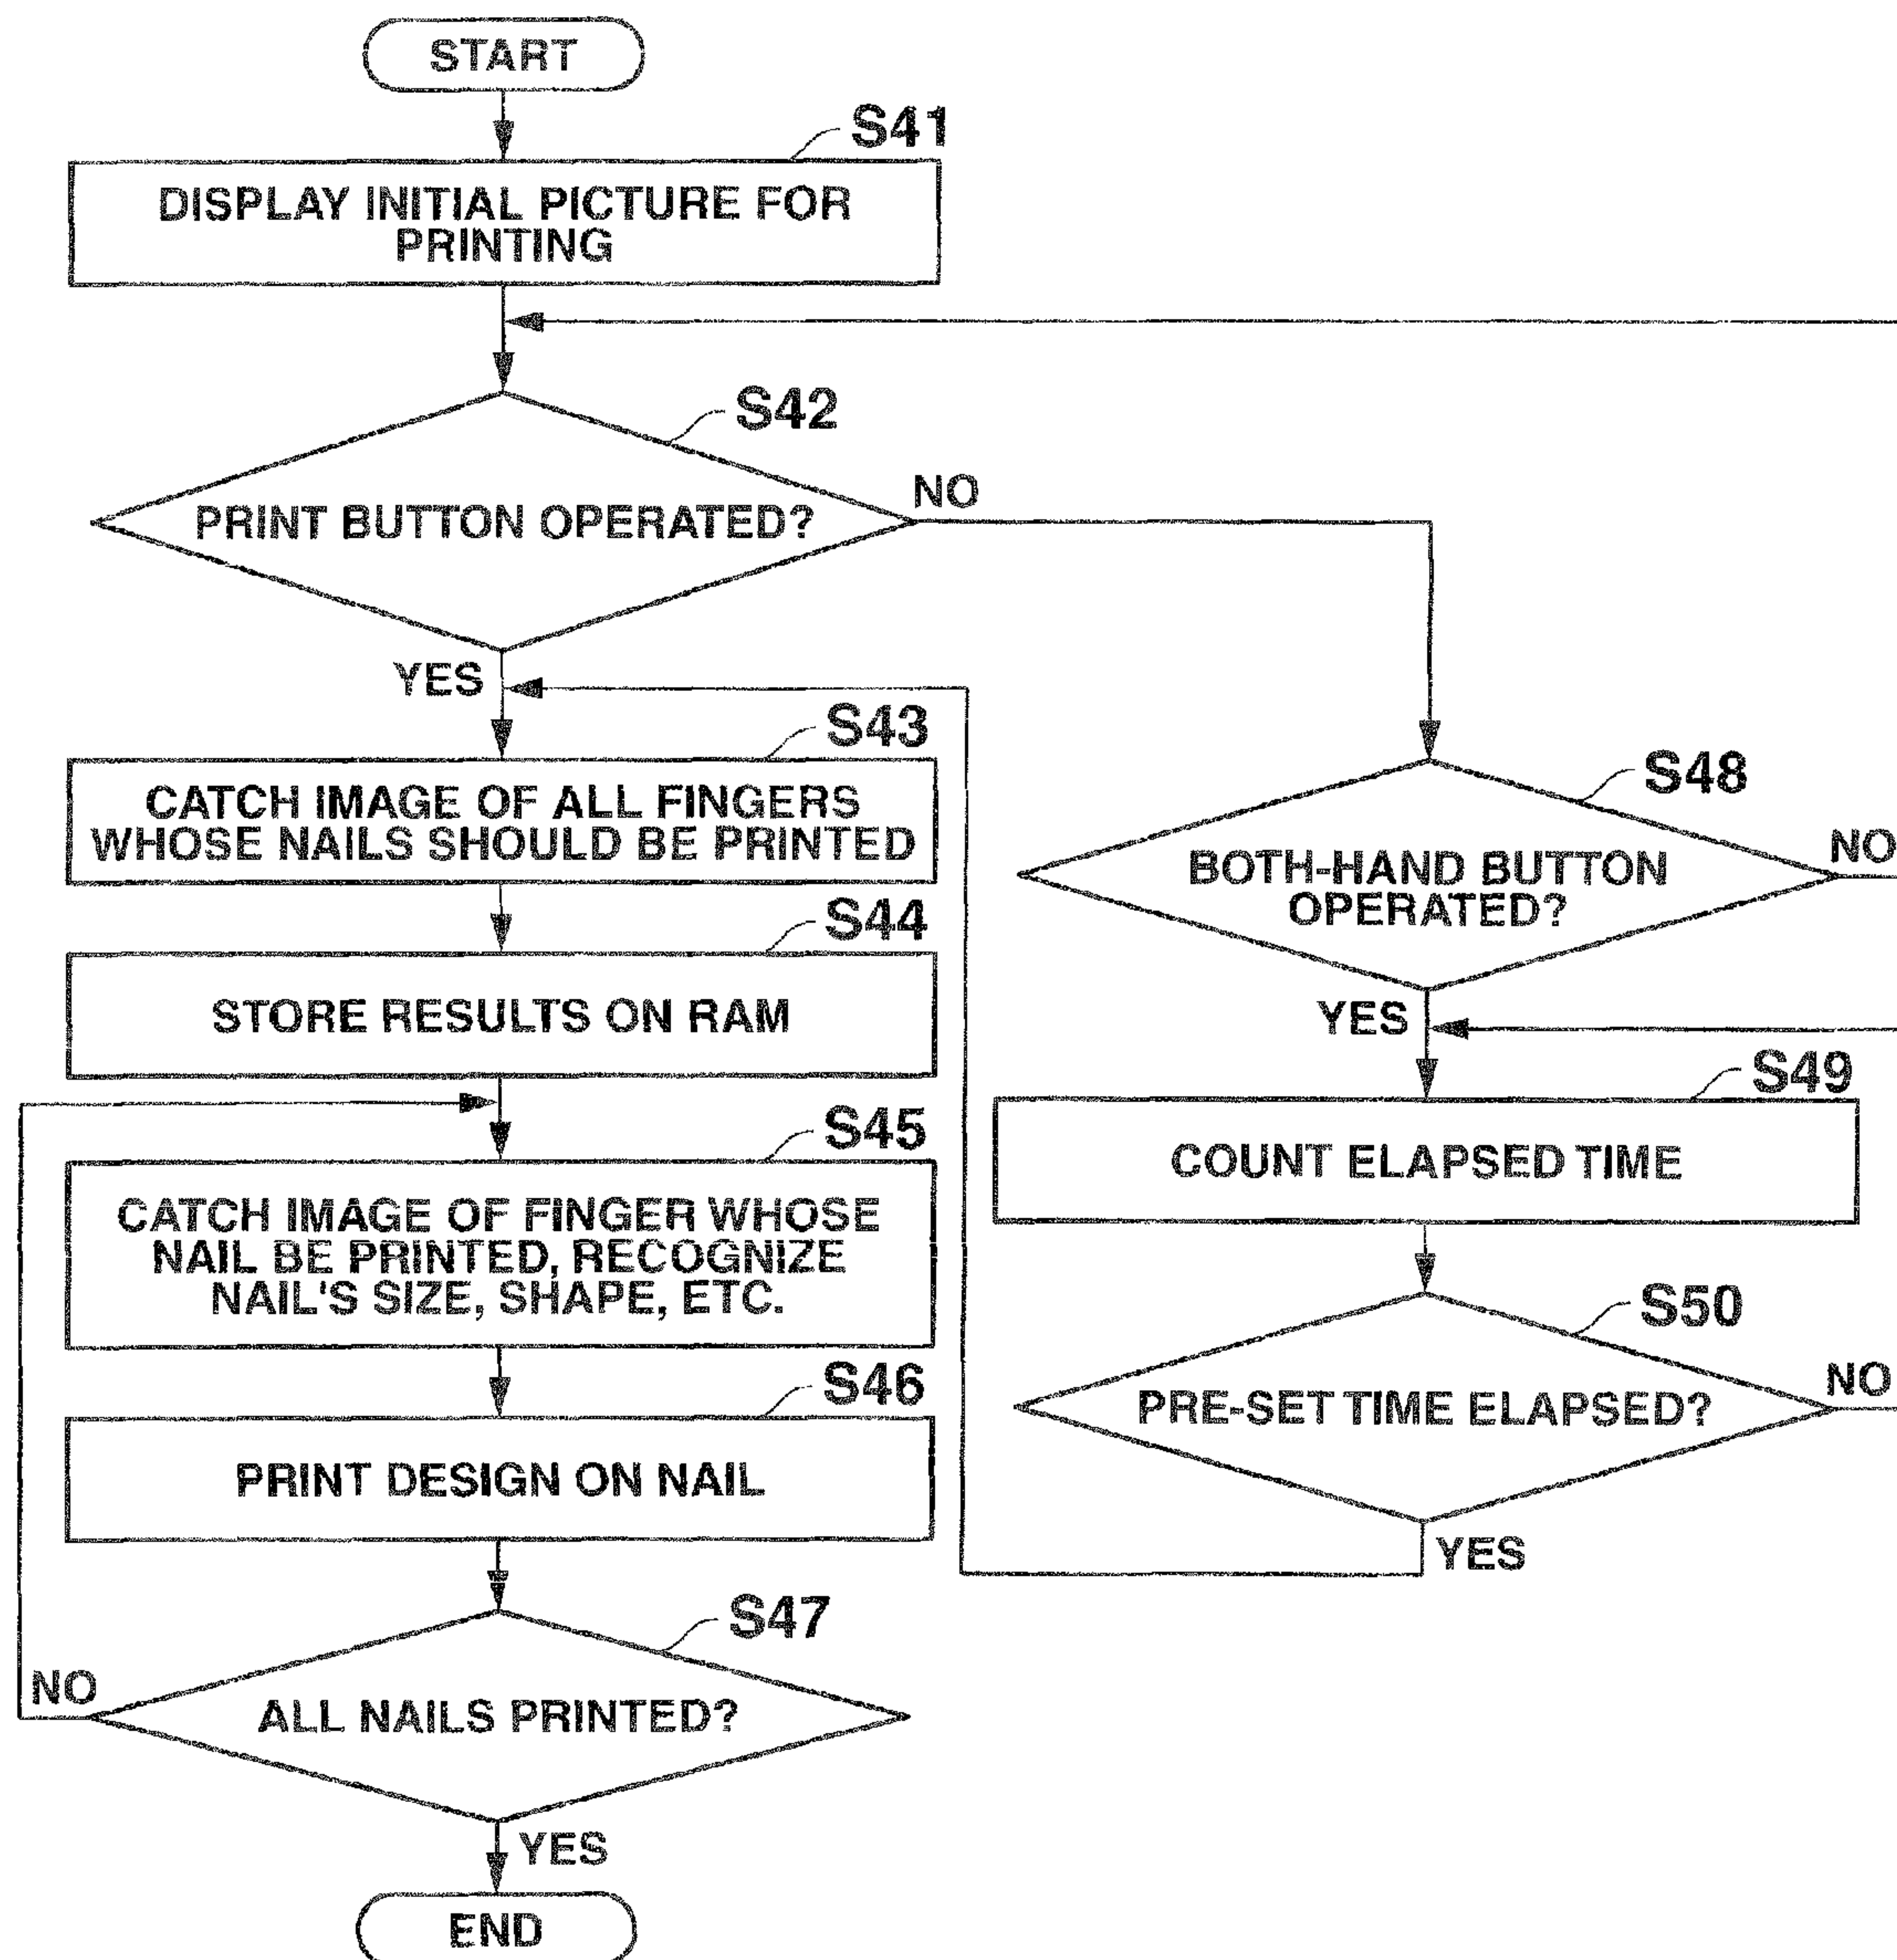 START
S41
DISPLAY INITIAL PICTURE FOR
PRINTING
S42
PRINT BUTTON OPERATED?
NO
YES
S43
CATCH IMAGE OF ALL FINGERS
WHOSE NAILS SHOULD BE PRINTED
S44
STORE RESULTS ON RAM
S45
CATCH IMAGE OF FINGER WHOSE
NAIL BE PRINTED, RECOGNIZE
NAIL'S SIZE, SHAPE, ETC.
S46
PRINT DESIGN ON NAIL
S47
ALL NAILS PRINTED?
NO
YES
END
S48
BOTH-HAND BUTTON
OPERATED?
NO
YES
S49
COUNT ELAPSED TIME
S50
PRE-SET TIME ELAPSED?
NO
YES